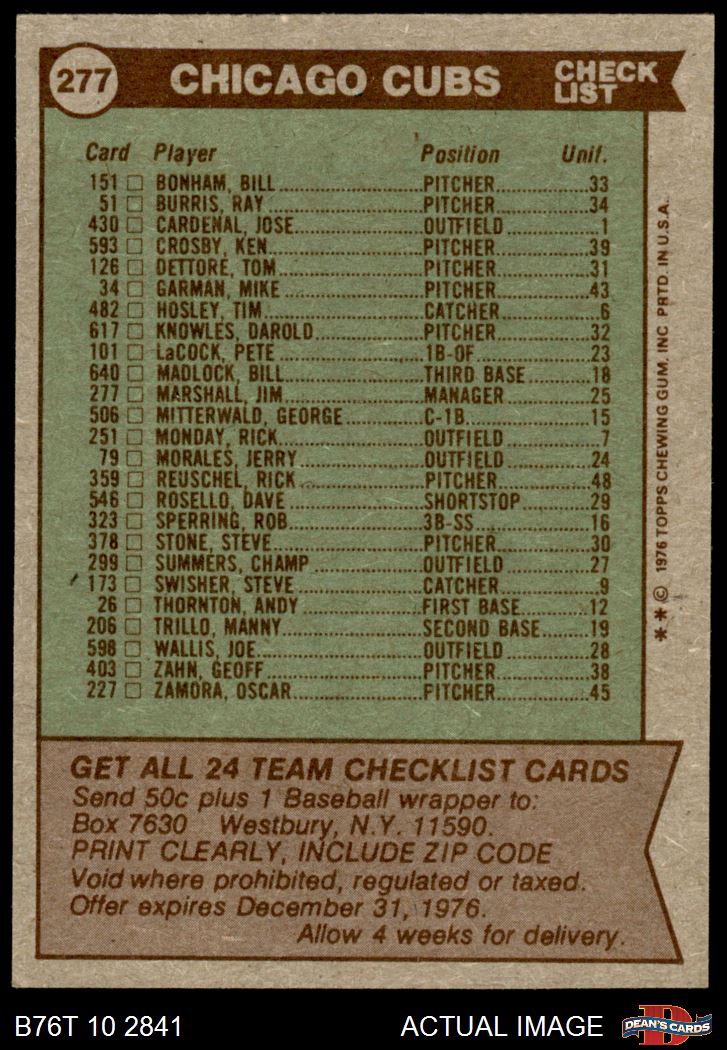 277 CHICAGO CUBS CHECK LIST
Card Player Position Unif.
151 □ BONHAM, BILL PITCHER 33
51 □ BURRIS, RAY PITCHER 34
430 □ CARDENAL, JOSE OUTFIELD 1
593 □ CROSBY, KEN PITCHER 39
126 □ DETTORE, TOM PITCHER 31
34 □ GARMAN, MIKE PITCHER 43
482 □ HOSLEY, TIM CATCHER 6
617 □ KNOWLES, DAROLD PITCHER 32
101 □ LaCOCK, PETE 1B-OF 23
640 □ MADLOCK, BILL THIRD BASE 18
277 □ MARSHALL, JIM MANAGER 25
506 □ MITTERWALD, GEORGE C-1B 15
251 □ MONDAY, RICK OUTFIELD 7
79 □ MORALES, JERRY OUTFIELD 24
359 □ REUSCHEL, RICK PITCHER 48
546 □ ROSELLO, DAVE SHORTSTOP 29
323 □ SPERRING, ROB 3B-SS 16
378 □ STONE, STEVE PITCHER 30
299 □ SUMMERS, CHAMP OUTFIELD 27
173 □ SWISHER, STEVE CATCHER 9
26 □ THORNTON, ANDY FIRST BASE 12
206 □ TRILLO, MANNY SECOND BASE 19
598 □ WALLIS, JOE OUTFIELD 28
403 □ ZAHN, GEOFF PITCHER 38
227 □ ZAMORA, OSCAR PITCHER 45
**© 1976 TOPPS CHEWING GUM, INC PRTD. IN U.S.A.
GET ALL 24 TEAM CHECKLIST CARDS
Send 50c plus 1 Baseball wrapper to:
Box 7630 Westbury, N.Y. 11590.
PRINT CLEARLY, INCLUDE ZIP CODE
Void where prohibited, regulated or taxed.
Offer expires December 31, 1976.
Allow 4 weeks for delivery.
B76T 10 2841 ACTUAL IMAGE D DEAN'S CARDS